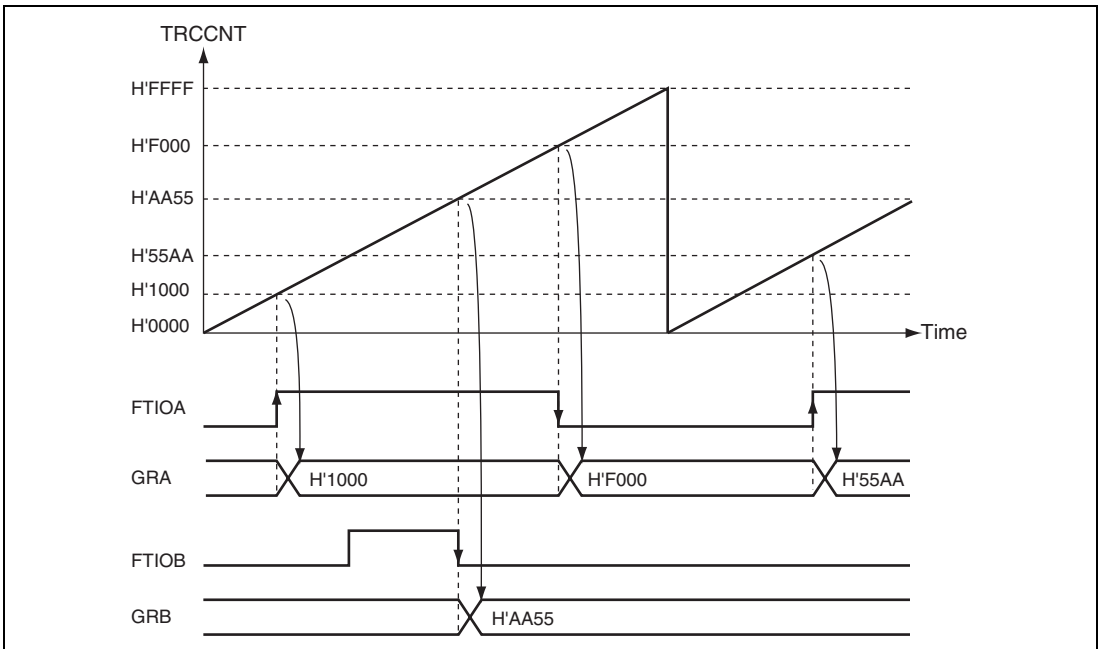 TRCCNT
H'FFFF
H'F000
H'AA55
H'55AA
H'1000
H'0000
Time
FTIOA
GRA
H'1000
H'F000
H'55AA
FTIOB
GRB
H'AA55